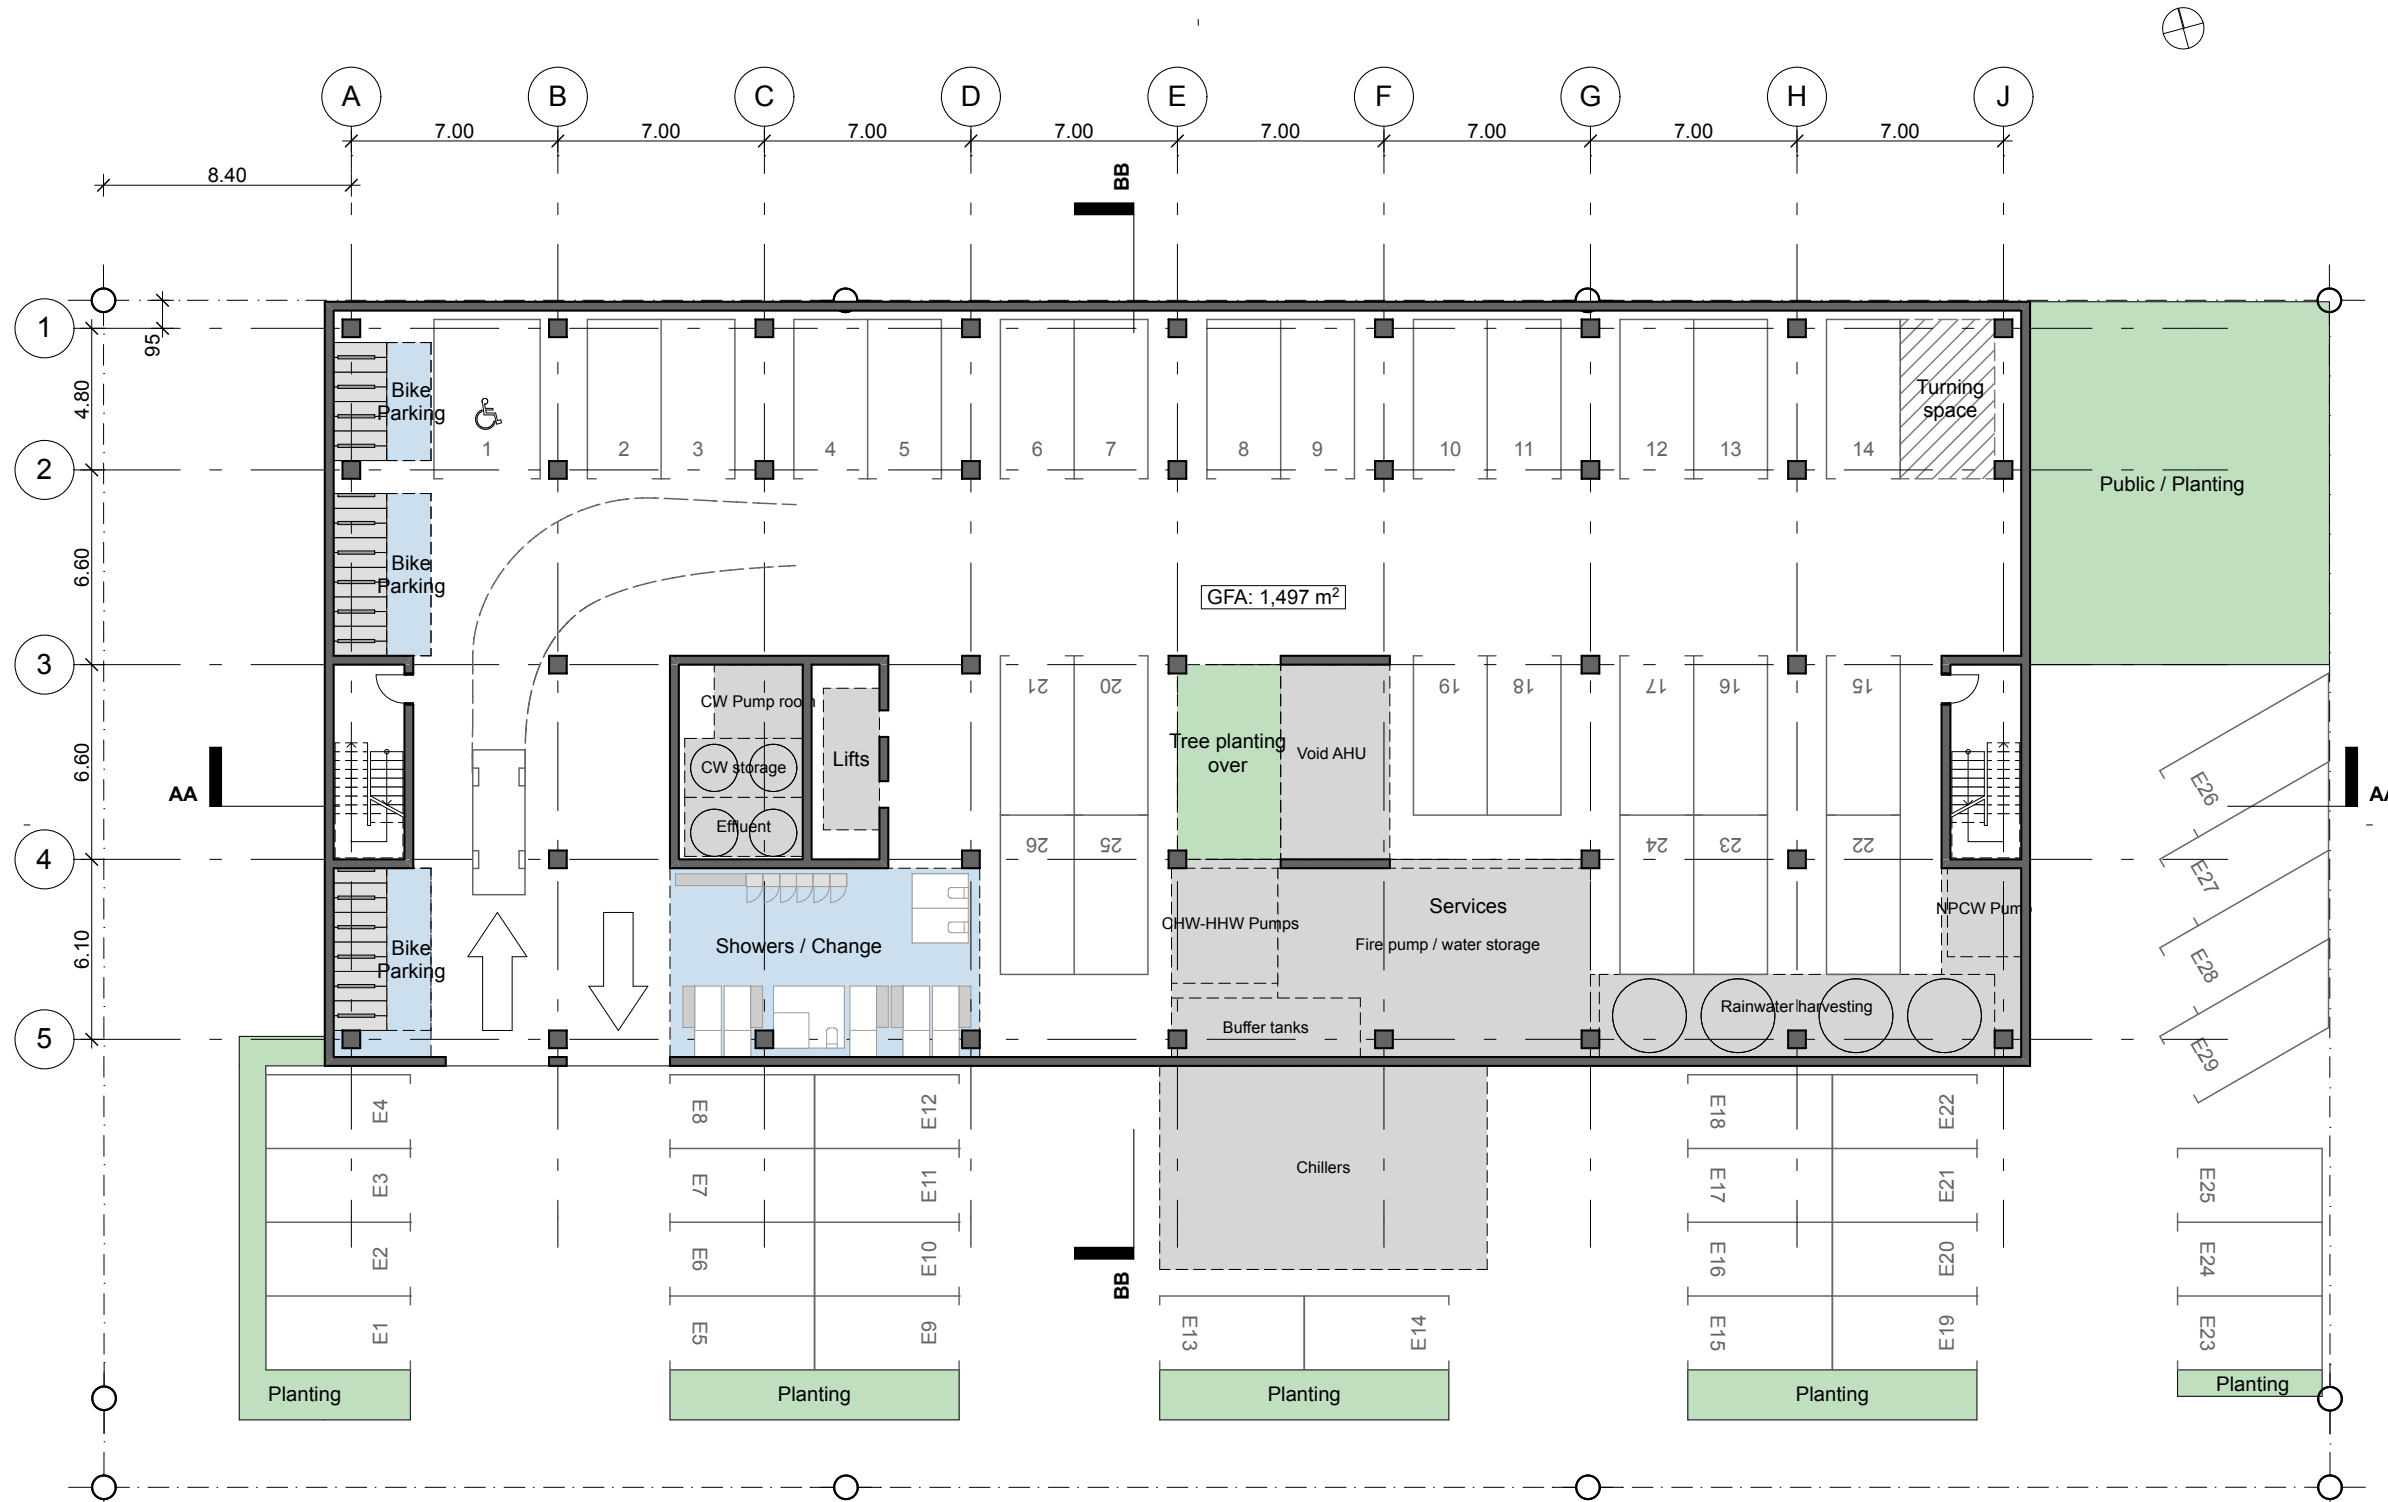 A B C D E F G H J
7.00 7.00 7.00 7.00 7.00 7.00 7.00 7.00
8.40
BB
1
95
4.80
Bike
Parking
1 2 3 4 5 6 7 8 9 10 11 12 13 14
Turning
space
2
Public / Planting
6.60
Bike
Parking
GFA: 1,497 m²
3
21 20 19 18 17 16 15
CW Pump room
6.60
Tree planting
over
Void AHU
Lifts
CW storage
AA
AA
E26
Effluent
26 25 24 23 22
4
E27
Services
NPCW Pump
CHW-HHW Pumps
Fire pump / water storage
6.10
Bike
Parking
Showers / Change
E28
Rainwater harvesting
Buffer tanks
5
E29
E4 E8 E12 E18 E22
Chillers
E3 E7 E11 E17 E21 E25
E2 E6 E10 E16 E20 E24
BB
E1 E5 E9 E13 E14 E15 E19 E23
Planting Planting Planting Planting Planting